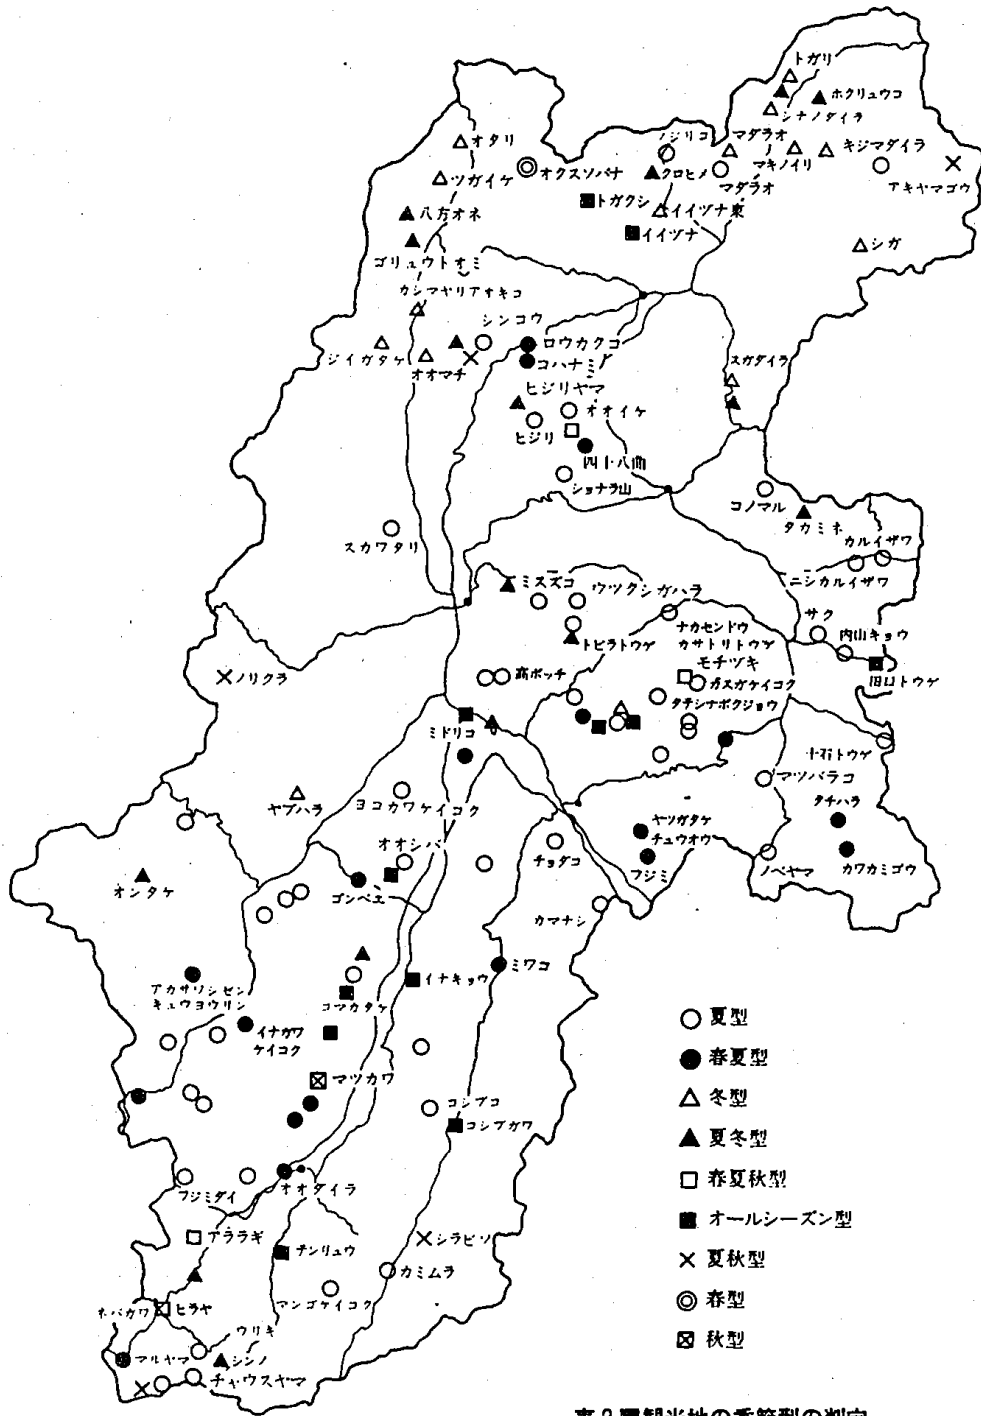 トガリ
ホクリュウコ
シナノダイラ
オタリ
ノジリコ
マダラオ
マキノイリ
キジマダイラ
オクスソバナ
クロヒメ
マダラオ
アキヤマゴウ
ツガイケ
トガクシ
イイヅナ東
八方オネ
イイヅナ
シガ
ゴリュウトオミ
カシマヤリアオキコ
シンコウ
ロウカクコ
ジイガタケ
オオマチ
コハナミ
スガダイラ
ヒジリヤマ
オオイケ
ヒジリ
四十八曲
ショナラ山
コノマル
タカミネ
スカワタリ
カルイザワ
ニシカルイザワ
ミスズコ
ウツクシガハラ
サク
ナカセンドウ
カサトリトウゲ
内山キョウ
トビラトウゲ
モチヅキ
ノリクラ
高ボッチ
カスガケイコク
田口トウゲ
タテシナボクジョウ
ミドリコ
十石トウゲ
マツバラコ
ヤブハラ
ヨコカワケイコク
タチハラ
ヤツガタケ
チュウオウ
オオシバ
チョダコ
フジミ
ノベヤマ
カワカミゴウ
オンタケ
ゴンベエ
カマナシ
ミワコ
イナキョウ
アカサワシゼン
キュウヨウリン
コマガタケ
イナガワ
ケイコク
マツカワ
コシブコ
コシブガワ
オオダイラ
フジミダイ
アララギ
テンリュウ
シラビソ
カミムラ
マンゴケイコク
ネバカワ
ヒラヤ
ウリキ
マルヤマ
シンノ
チャウスヤマ
夏型
春夏型
冬型
夏冬型
春夏秋型
オールシーズン型
夏秋型
春型
秋型